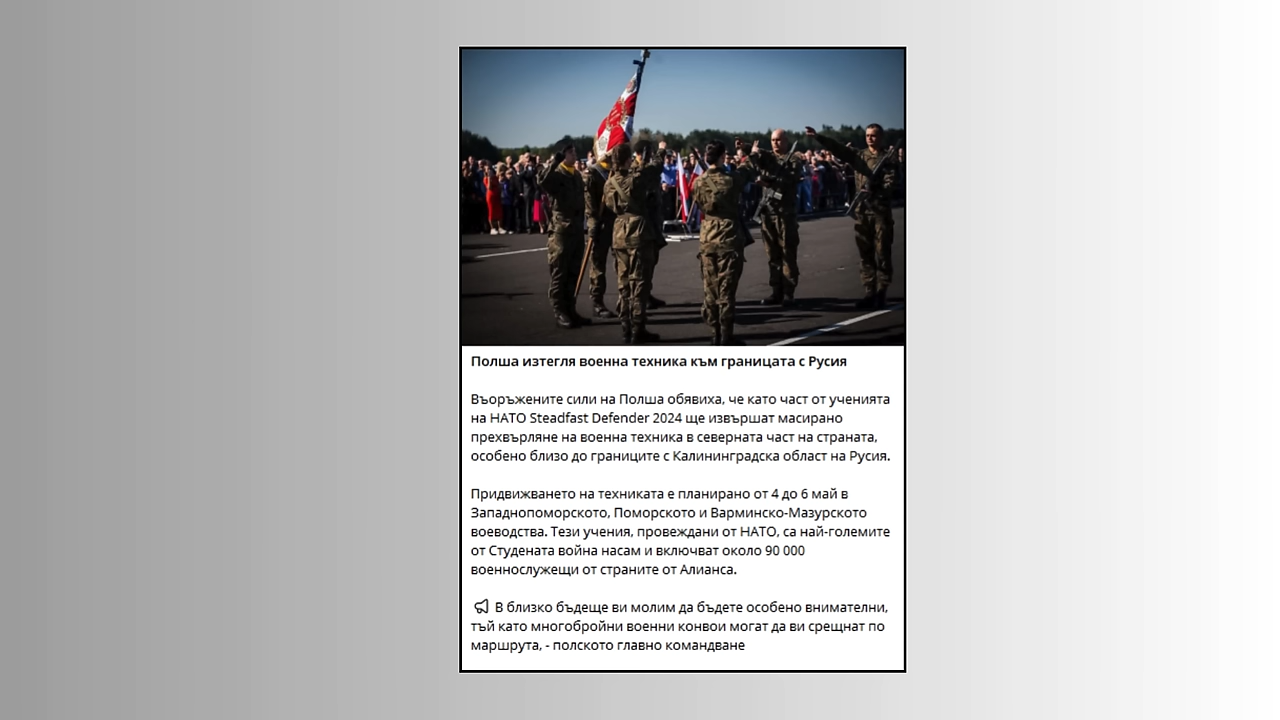 Полша изтегля военна техника към границата с Русия
Въоръжените сили на Полша обявиха, че като част от ученията
на НАТО Steadfast Defender 2024 ще извършат масирано
прехвърляне на военна техника в северната част на страната,
особено близо до границите с Калининградска област на Русия.
Придвижването на техниката е планирано от 4 до 6 май в
Западнопоморското, Поморското и Варминско-Мазурското
воеводства. Тези учения, провеждани от НАТО, са най-големите
от Студената война насам и включват около 90 000
военнослужещи от страните от Алианса.
В близко бъдеще ви молим да бъдете особено внимателни,
тъй като многобройни военни конвои могат да ви срещнат по
маршрута, - полското главно командване